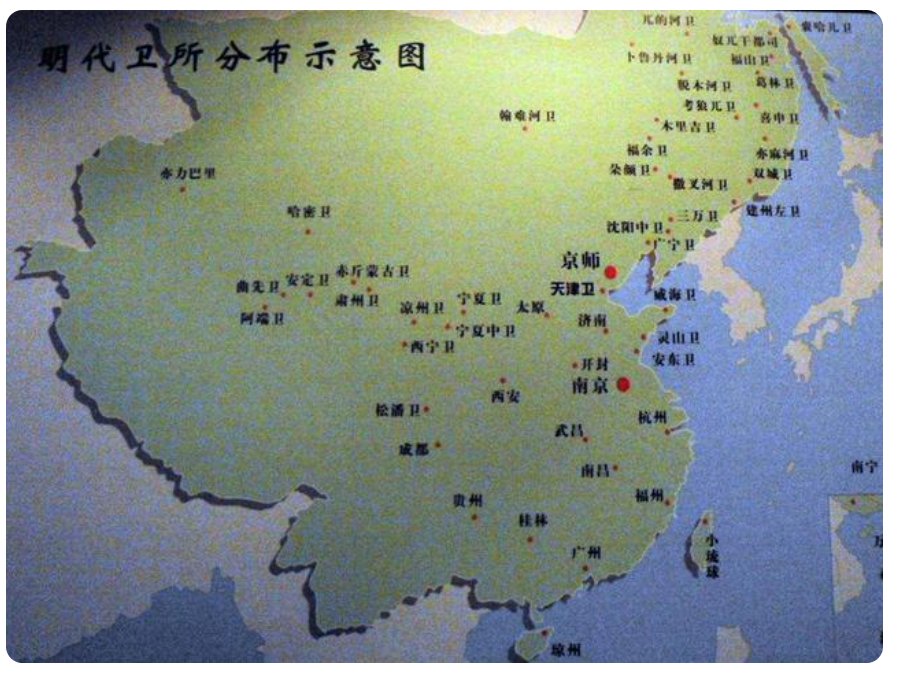 明代卫所分布示意图
兀的河卫
囊哈儿卫
奴儿干都司
卜鲁丹河卫
福山卫
脱木河卫
葛林卫
考狼兀卫
翰难河卫
喜申卫
木里吉卫
福余卫
亦麻河卫
亦力巴里
朵颜卫
双城卫
撒叉河卫
哈密卫
建州左卫
三万卫
沈阳中卫
广宁卫
京师
赤斤蒙古卫
安定卫
曲先卫
天津卫
威海卫
肃州卫
宁夏卫
凉州卫
太原
阿端卫
济南
宁夏中卫
灵山卫
西宁卫
安东卫
开封
南京
西安
松潘卫
杭州
武昌
成都
南昌
南宁
福州
贵州
桂林
小琉球
广州
琼州